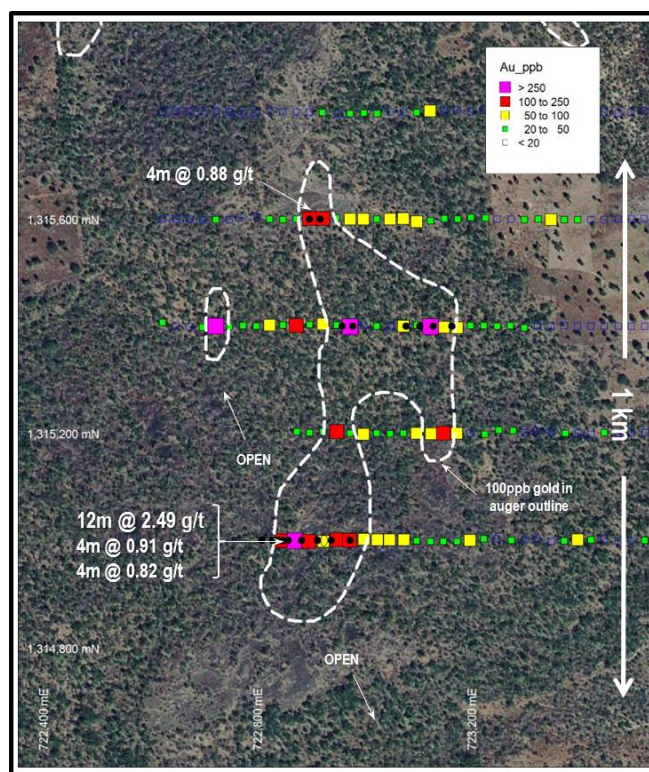 Au_ppb
> 250
100 to 250
50 to 100
20 to 50
< 20
4m @ 0.88 g/t
1,315,600 mN
1 km
1,315,200 mN
OPEN
100ppb gold in
auger outline
12m @ 2.49 g/t
4m @ 0.91 g/t
4m @ 0.82 g/t
1,314,800 mN
OPEN
722,400 mE
722,800 mE
723,200 mE